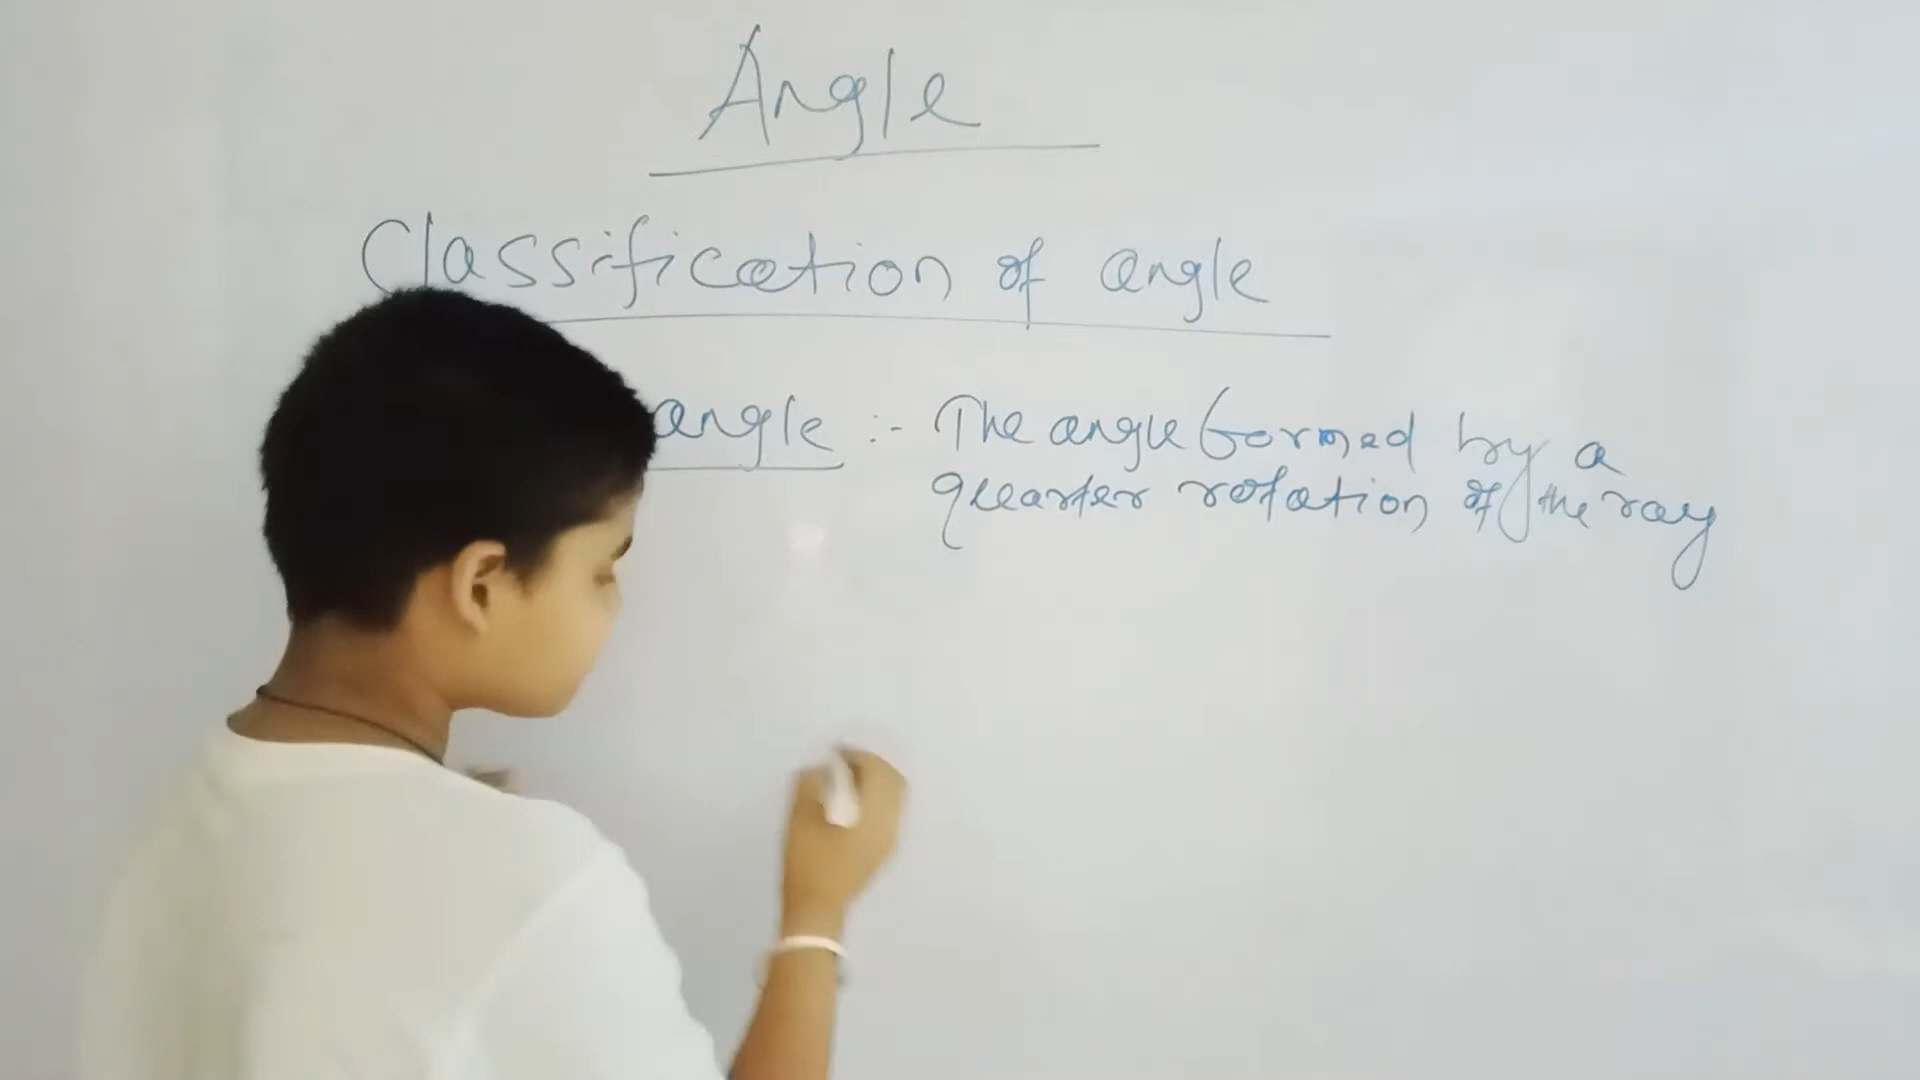 Angle
Classification of angle
angle :- The angle formed by a
quarter rotation of the ray